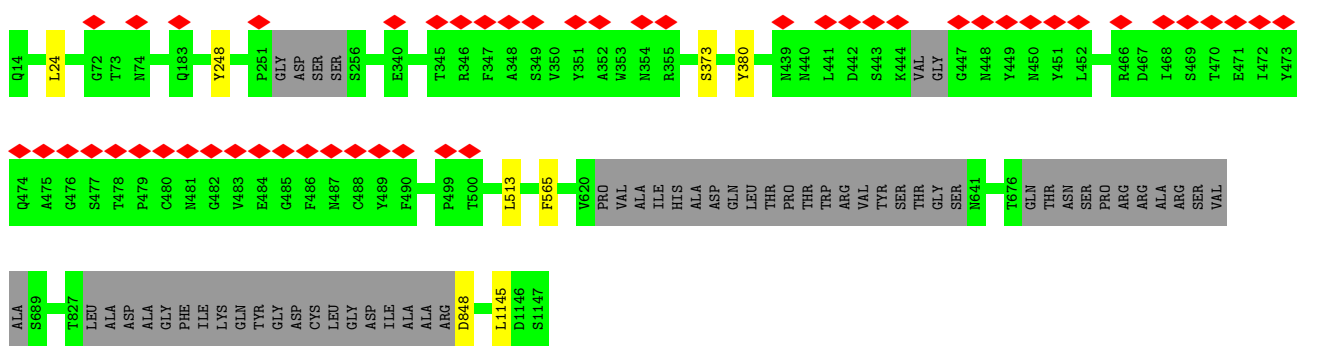 Q14 L24 G72 T73 N74 Q183 Y248 P251 GLY ASP SER SER S256 E340 T345 R346 F347 A348 S349 V350 Y351 A352 W353 N354 R355 S373 Y380 N439 N440 L441 D442 S443 K444 VAL GLY G447 N448 Y449 N450 Y451 L452 R466 D467 I468 S469 T470 E471 I472 Y473
Q474 A475 G476 S477 T478 P479 C480 N481 G482 V483 E484 G485 F486 N487 C488 Y489 F490 P499 T500 L513 F565 V620 PRO VAL ALA ILE HIS ALA ASP GLN LEU THR PRO THR TRP ARG VAL TYR SER THR GLY SER N641 T676 GLN THR ASN SER PRO ARG ARG ALA ARG SER VAL
ALA S689 T827 LEU ALA ASP ALA GLY PHE ILE LYS GLN TYR GLY ASP CYS LEU GLY ASP ILE ALA ALA ARG D848 L1145 D1146 S1147